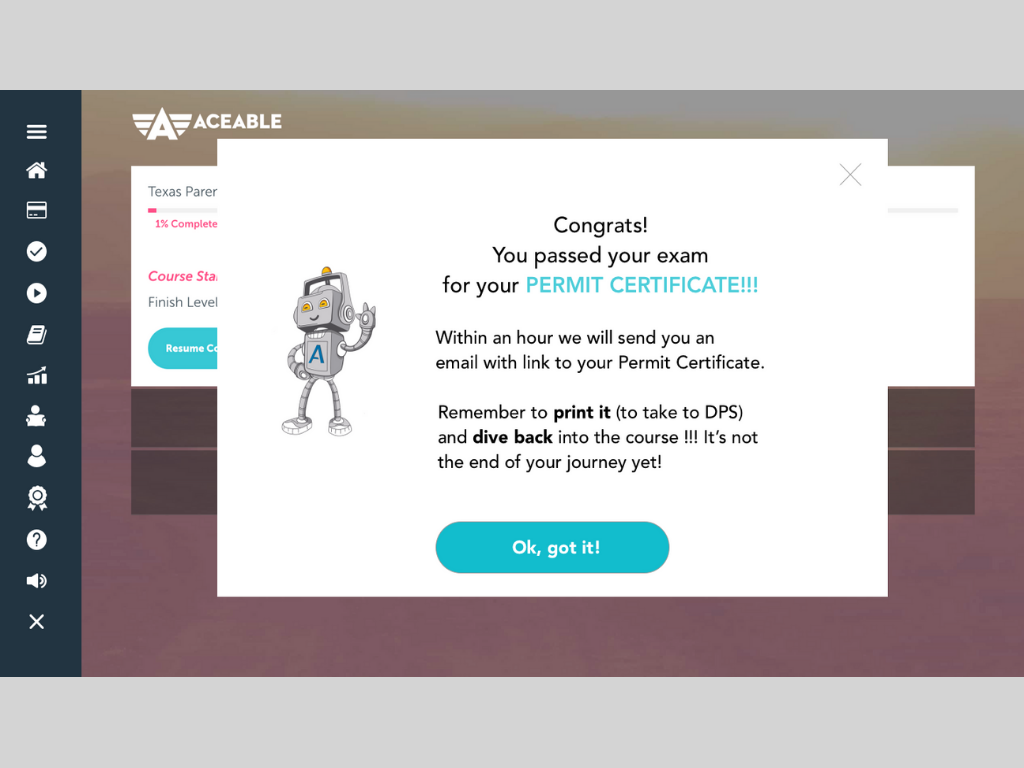 ACEABLE
Texas Paren
1% Complete
Course Star
Finish Level
Resume Co
Congrats!
You passed your exam
for your PERMIT CERTIFICATE!!!
Within an hour we will send you an
email with link to your Permit Certificate.
Remember to print it (to take to DPS)
and dive back into the course !!! It’s not
the end of your journey yet!
A
Ok, got it!